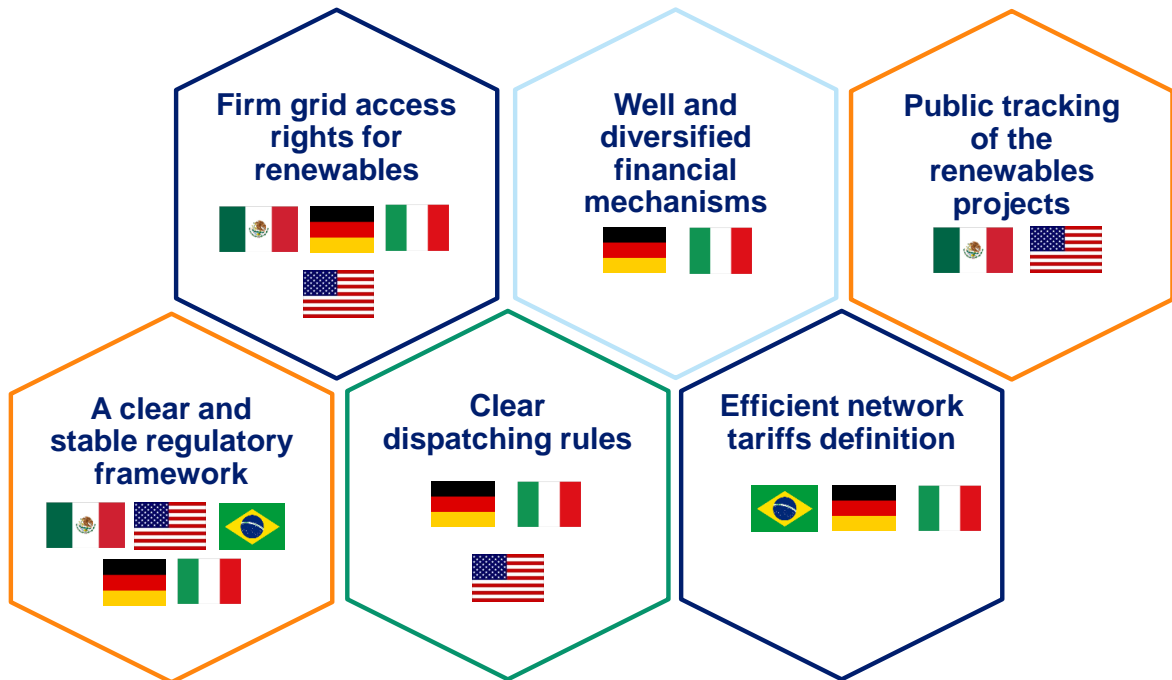 Firm grid access
rights for
renewables
Well and
diversified
financial
mechanisms
Public tracking
of the
renewables
projects
A clear and
stable regulatory
framework
Clear
dispatching rules
Efficient network
tariffs definition